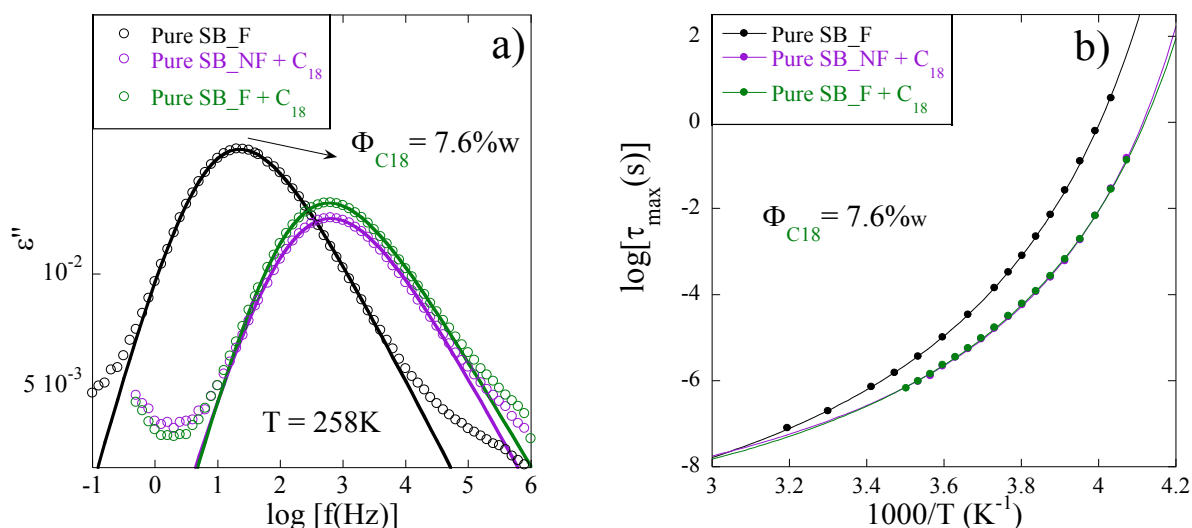 Pure SB_F
Pure SB_NF + C18
Pure SB_F + C18
a)
ΦC18 = 7.6%w
ε''
10-2
5 10-3
T = 258K
-1 0 1 2 3 4 5 6
log [f(Hz)]
Pure SB_F
Pure SB_NF + C18
Pure SB_F + C18
b)
ΦC18 = 7.6%w
log[τmax(s)]
2
0
-2
-4
-6
-8
3 3.2 3.4 3.6 3.8 4 4.2
1000/T (K-1)